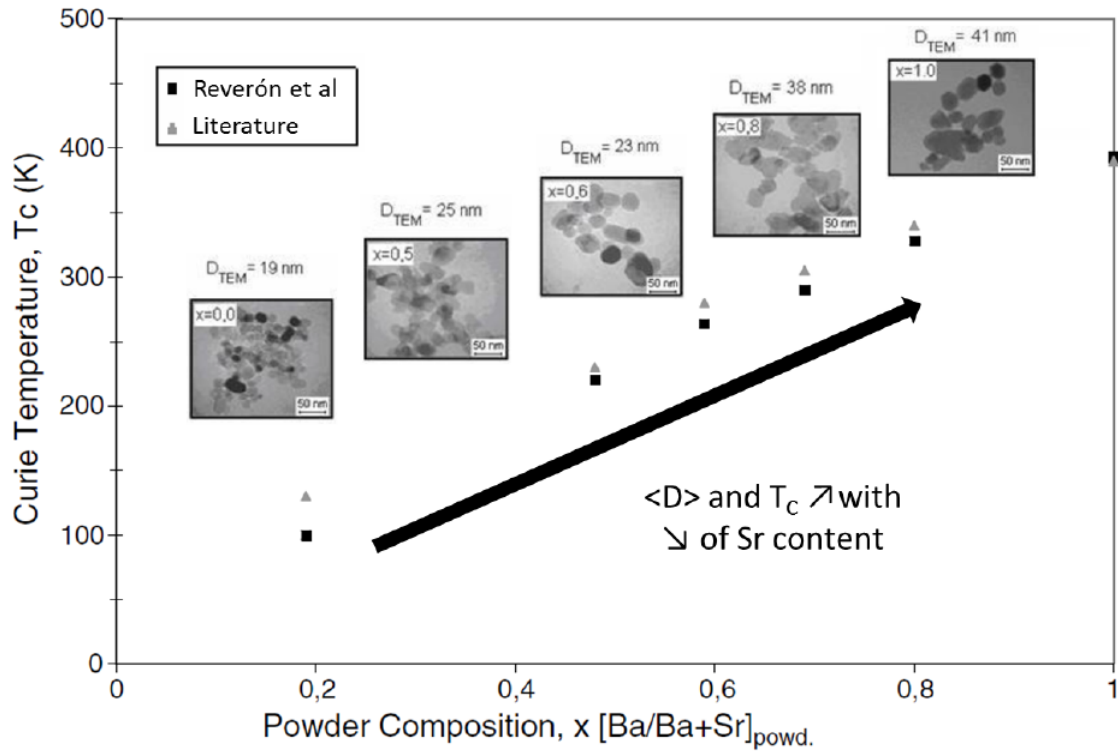 500
400
300
200
100
0
Curie Temperature, Tc (K)
Reverón et al
Literature
D_TEM = 19 nm
x=0,0
50 nm
D_TEM = 25 nm
x=0,5
50 nm
D_TEM = 23 nm
x=0,6
50 nm
D_TEM = 38 nm
x=0,8
50 nm
D_TEM = 41 nm
x=1.0
50 nm
<D> and T_C ↗ with
↘ of Sr content
0
0,2
0,4
0,6
0,8
1
Powder Composition, x [Ba/Ba+Sr]powd.